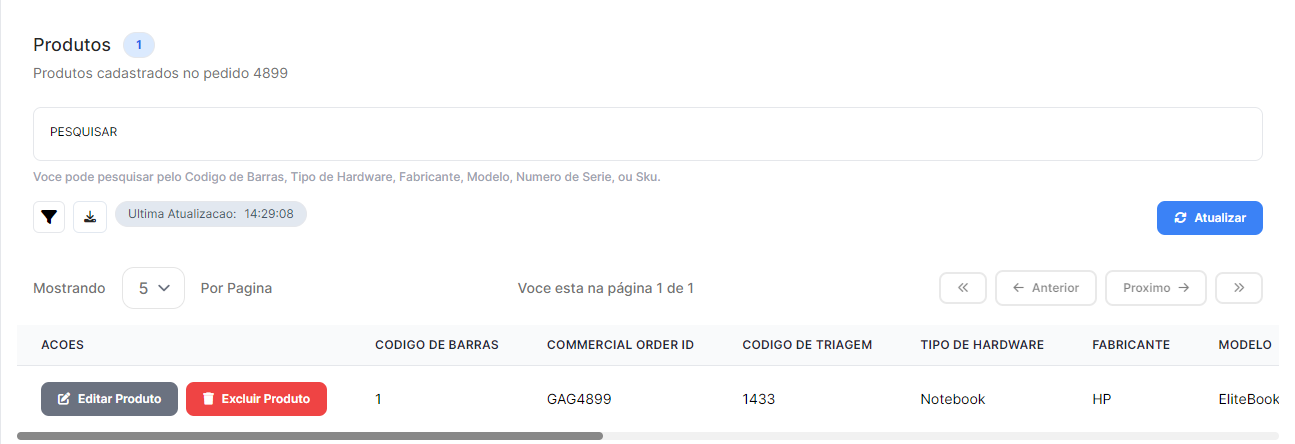 Produtos 1
Produtos cadastrados no pedido 4899
PESQUISAR
Voce pode pesquisar pelo Codigo de Barras, Tipo de Hardware, Fabricante, Modelo, Numero de Serie, ou Sku.
Ultima Atualizacao: 14:29:08 Atualizar
Mostrando 5 Por Pagina Voce esta na página 1 de 1 Anterior Proximo
ACOES CODIGO DE BARRAS COMMERCIAL ORDER ID CODIGO DE TRIAGEM TIPO DE HARDWARE FABRICANTE MODELO
Editar Produto Excluir Produto 1 GAG4899 1433 Notebook HP EliteBook